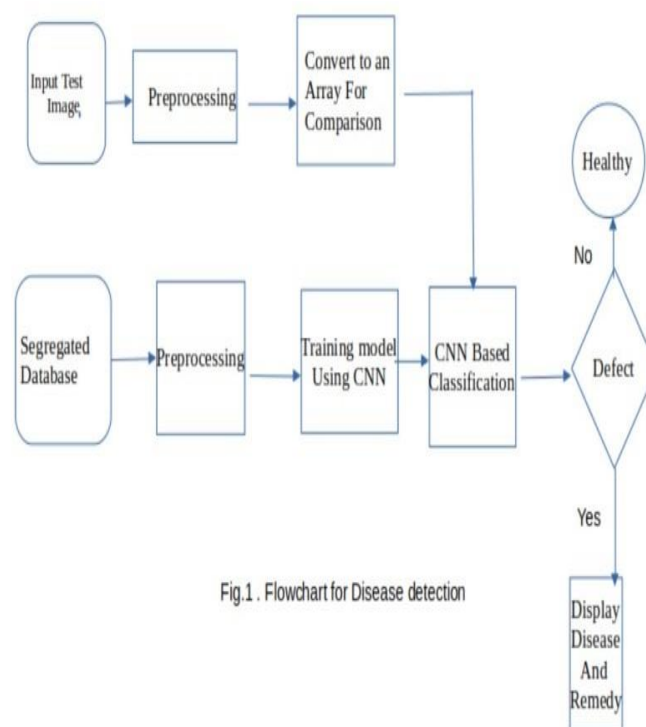 Input Test
Image,
Preprocessing
Convert to an
Array For
Comparison
Healthy
No
Segregated
Database
Preprocessing
Training model
Using CNN
CNN Based
Classification
Defect
Yes
Fig.1 . Flowchart for Disease detection
Display
Disease
And
Remedy